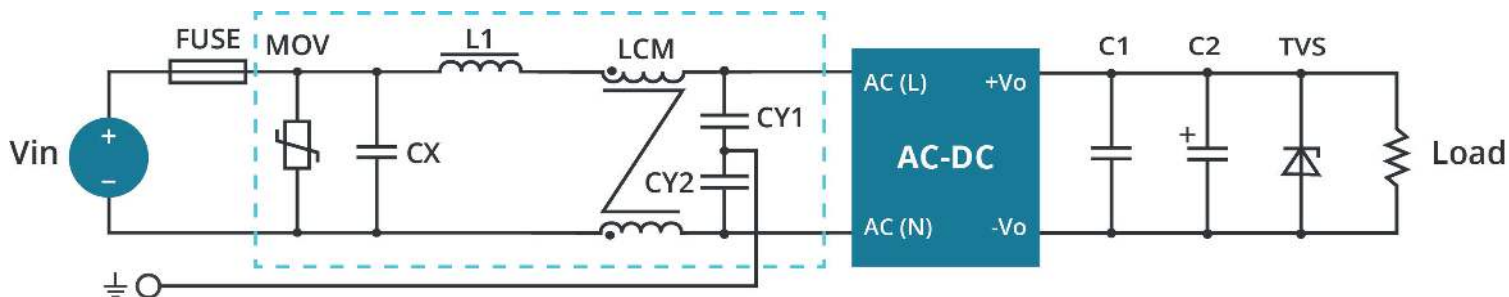 FUSE
MOV
L1
LCM
C1
C2
TVS
AC (L)
+Vo
CY1
+
Vin
+
−
CX
AC-DC
Load
CY2
AC (N)
-Vo